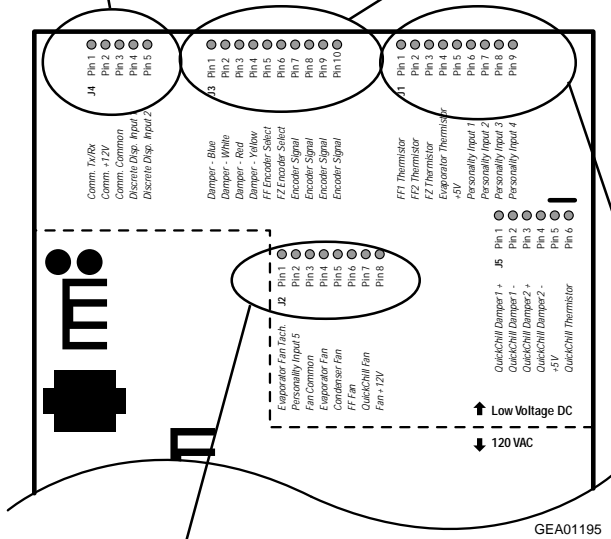 J4
Pin 1
Pin 2
Pin 3
Pin 4
Pin 5
Comm. Tx/Rx
Comm. +12V
Comm. Common
Discrete Disp. Input 1
Discrete Disp. Input 2
J3
Pin 1
Pin 2
Pin 3
Pin 4
Pin 5
Pin 6
Pin 7
Pin 8
Pin 9
Pin 10
Damper - Blue
Damper - White
Damper - Red
Damper - Yellow
FF Encoder Select
FZ Encoder Select
Encoder Signal
Encoder Signal
Encoder Signal
Encoder Signal
J1
Pin 1
Pin 2
Pin 3
Pin 4
Pin 5
Pin 6
Pin 7
Pin 8
Pin 9
FF1 Thermistor
FF2 Thermistor
FZ Thermistor
Evaporator Thermistor
+5V
Personality Input 1
Personality Input 2
Personality Input 3
Personality Input 4
J5
Pin 1
Pin 2
Pin 3
Pin 4
Pin 5
Pin 6
QuickChill Damper1 +
QuickChill Damper1 -
QuickChill Damper2 +
QuickChill Damper2 -
+5V
QuickChill Thermistor
J2
Pin 1
Pin 2
Pin 3
Pin 4
Pin 5
Pin 6
Pin 7
Pin 8
Evaporator Fan Tach.
Personality Input 5
Fan Common
Evaporator Fan
Condenser Fan
FF Fan
QuickChill Fan
Fan + 12V
Low Voltage DC
120 VAC
GEA01195